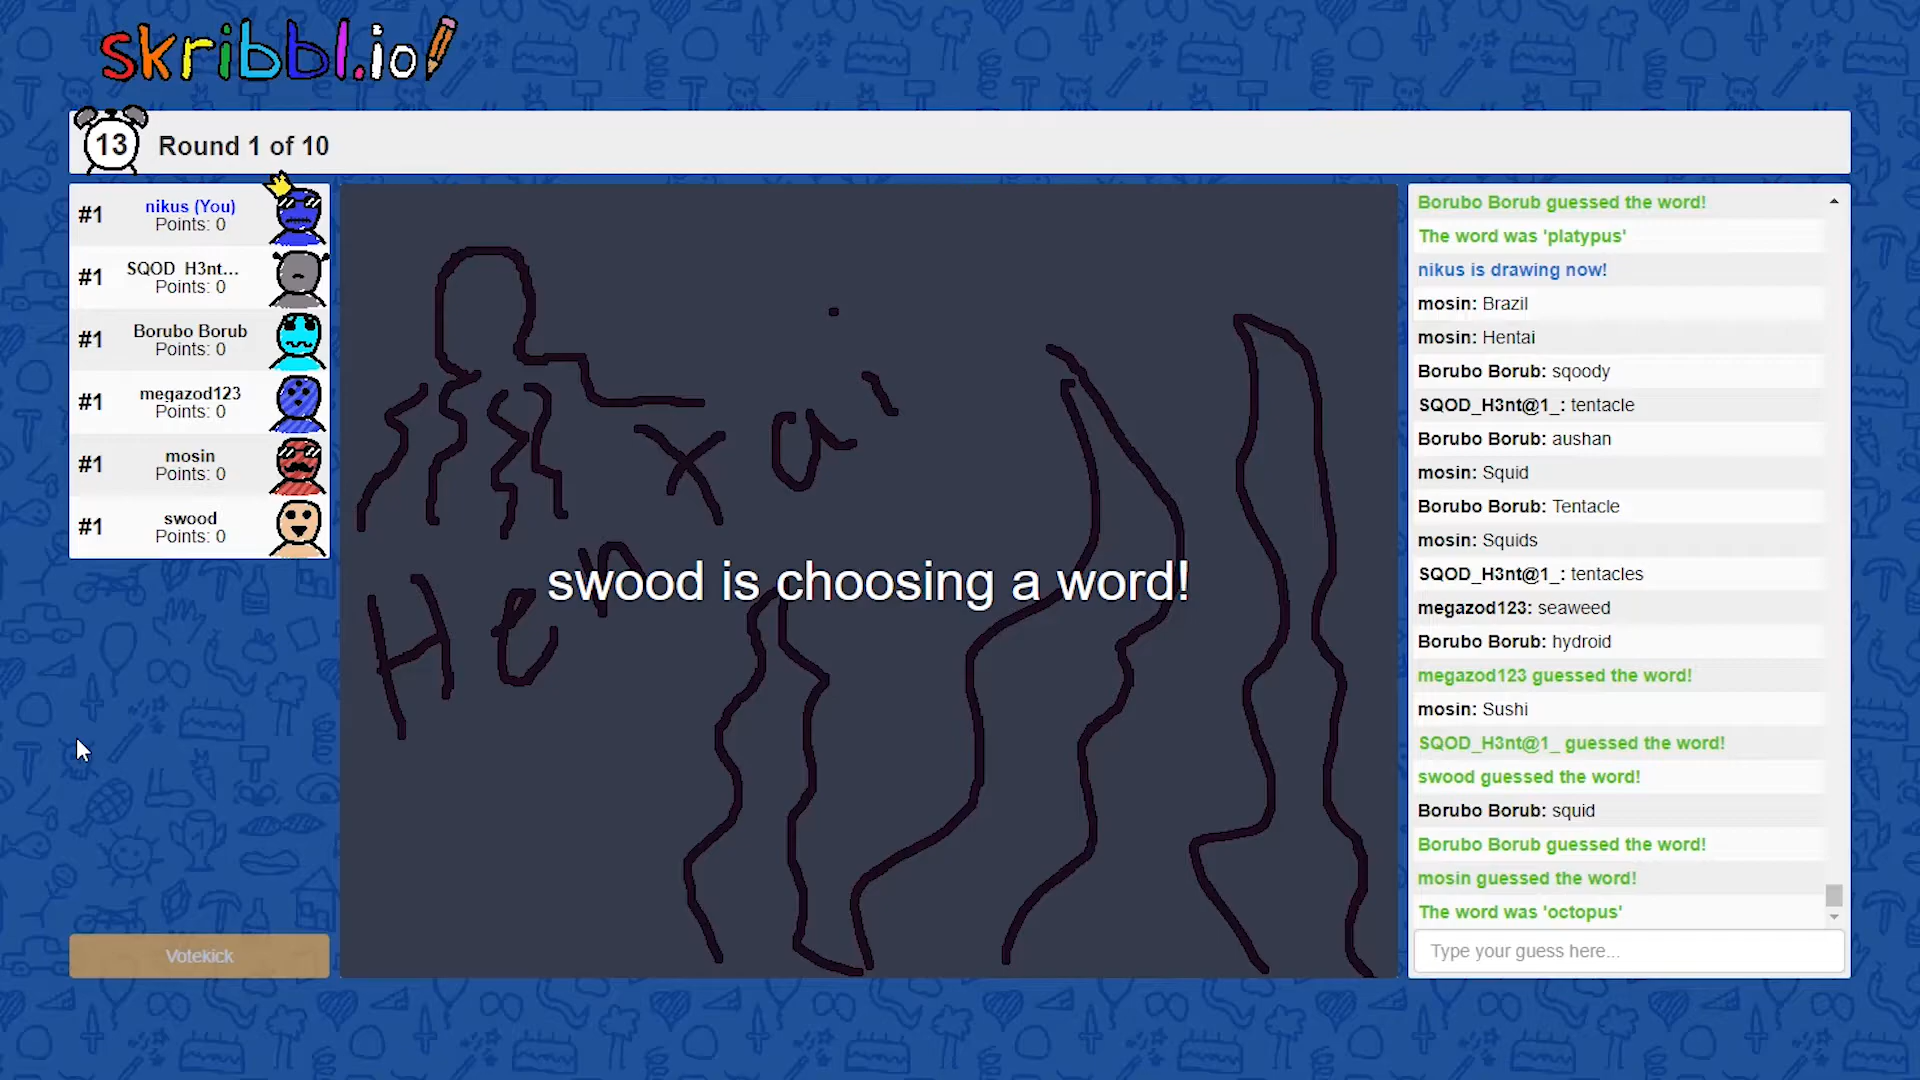 skribbl.io
13
Round 1 of 10
#1 nikus (You)
Points: 0
#1 SQOD_H3nt...
Points: 0
#1 Borubo Borub
Points: 0
#1 megazod123
Points: 0
#1 mosin
Points: 0
#1 swood
Points: 0
Votekick
Hen
swood is choosing a word!
Borubo Borub guessed the word!
The word was 'platypus'
nikus is drawing now!
mosin: Brazil
mosin: Hentai
Borubo Borub: sqoody
SQOD_H3nt@1_: tentacle
Borubo Borub: aushan
mosin: Squid
Borubo Borub: Tentacle
mosin: Squids
SQOD_H3nt@1_: tentacles
megazod123: seaweed
Borubo Borub: hydroid
megazod123 guessed the word!
mosin: Sushi
SQOD_H3nt@1_ guessed the word!
swood guessed the word!
Borubo Borub: squid
Borubo Borub guessed the word!
mosin guessed the word!
The word was 'octopus'
Type your guess here...